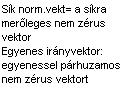 Sík norm.vekt= a síkra
merőleges nem zérus
vektor
Egyenes irányvektor:
egyenessel párhuzamos
nem zérus vektort